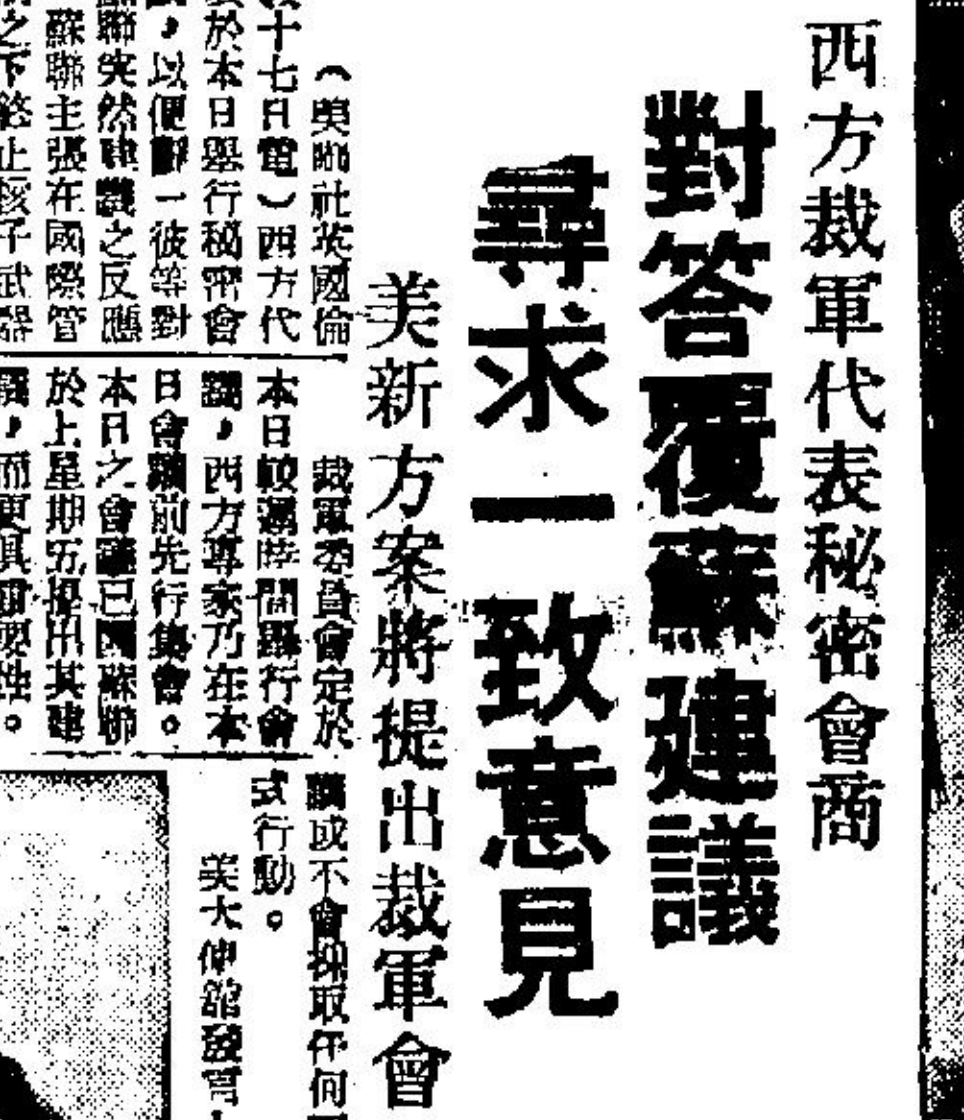 西方裁軍代表秘密會商
對答覆蘇建議
尋求一致意見
美新方案將提出裁軍會
（美聯社英國倫
十七日電）西方代
於本日舉行秘密會
，以便對一彼等對
聯突然建議之反應
蘇聯主張在國際管
之下終止核子武器
裁軍委員會定於
本日較遲時間舉行會
議，西方專家乃在本
日會議前先行集會。
本日之會議已因蘇聯
於上星期五提出其建
議，而更具重要性。
議或不會採取任何
式行動。
美大使館發言